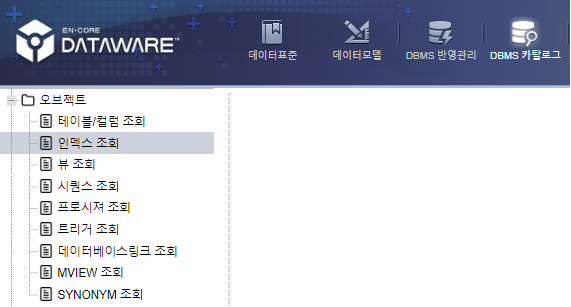 EN-CORE
DATAWARE™
데이터표준
데이터모델
DBMS 반영관리
DBMS 카탈로그
오브젝트
테이블/컬럼 조회
인덱스 조회
뷰 조회
시퀀스 조회
프로시져 조회
트리거 조회
데이터베이스링크 조회
MVIEW 조회
SYNONYM 조회